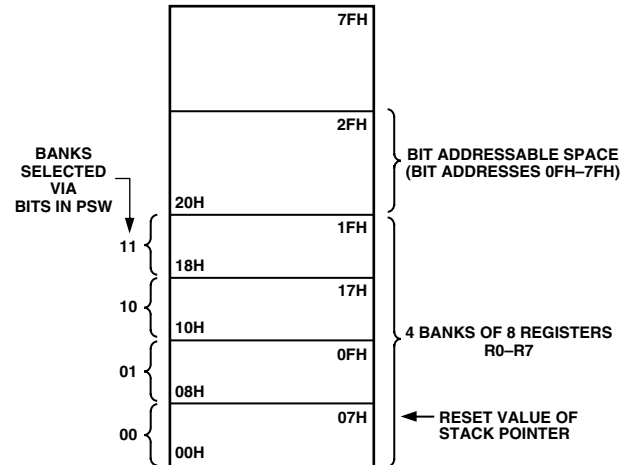 7FH
2FH
BANKS
SELECTED
VIA
BITS IN PSW
BIT ADDRESSABLE SPACE
(BIT ADDRESSES 0FH–7FH)
20H
1FH
11
18H
17H
10
10H
4 BANKS OF 8 REGISTERS
R0–R7
0FH
01
08H
07H
RESET VALUE OF
STACK POINTER
00
00H